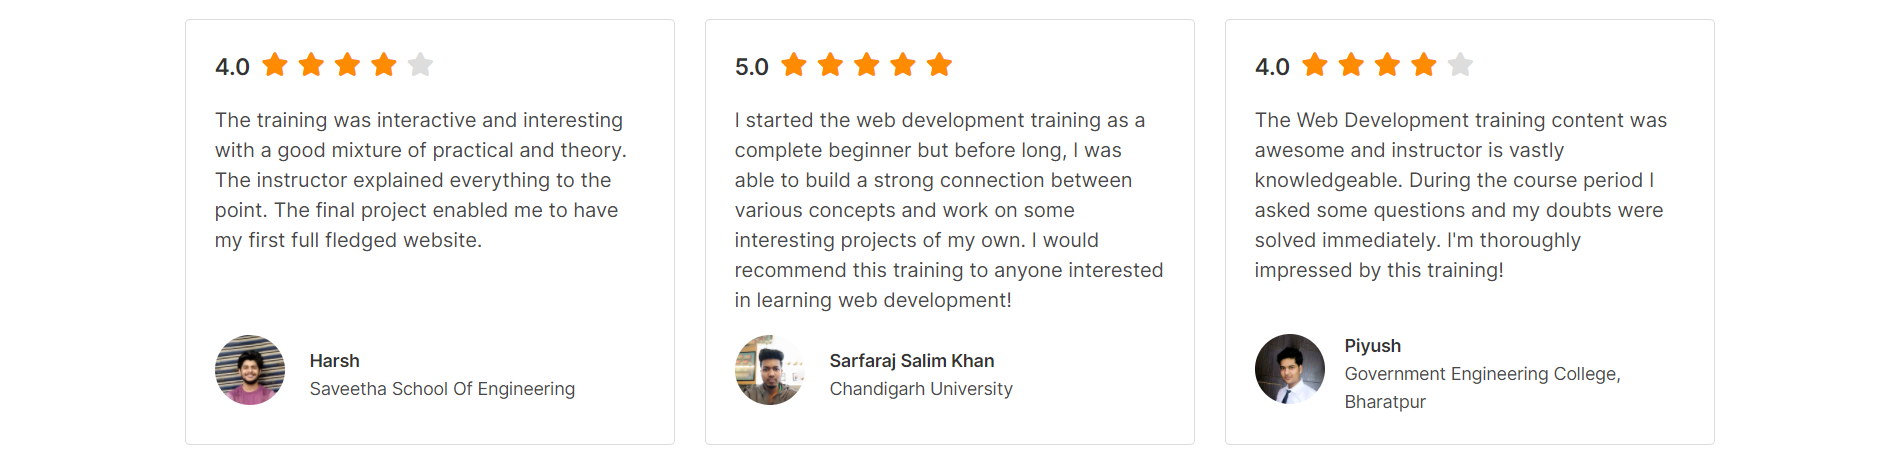 4.0
The training was interactive and interesting
with a good mixture of practical and theory.
The instructor explained everything to the
point. The final project enabled me to have
my first full fledged website.
Harsh
Saveetha School Of Engineering
5.0
I started the web development training as a
complete beginner but before long, I was
able to build a strong connection between
various concepts and work on some
interesting projects of my own. I would
recommend this training to anyone interested
in learning web development!
Sarfaraj Salim Khan
Chandigarh University
4.0
The Web Development training content was
awesome and instructor is vastly
knowledgeable. During the course period I
asked some questions and my doubts were
solved immediately. I'm thoroughly
impressed by this training!
Piyush
Government Engineering College,
Bharatpur